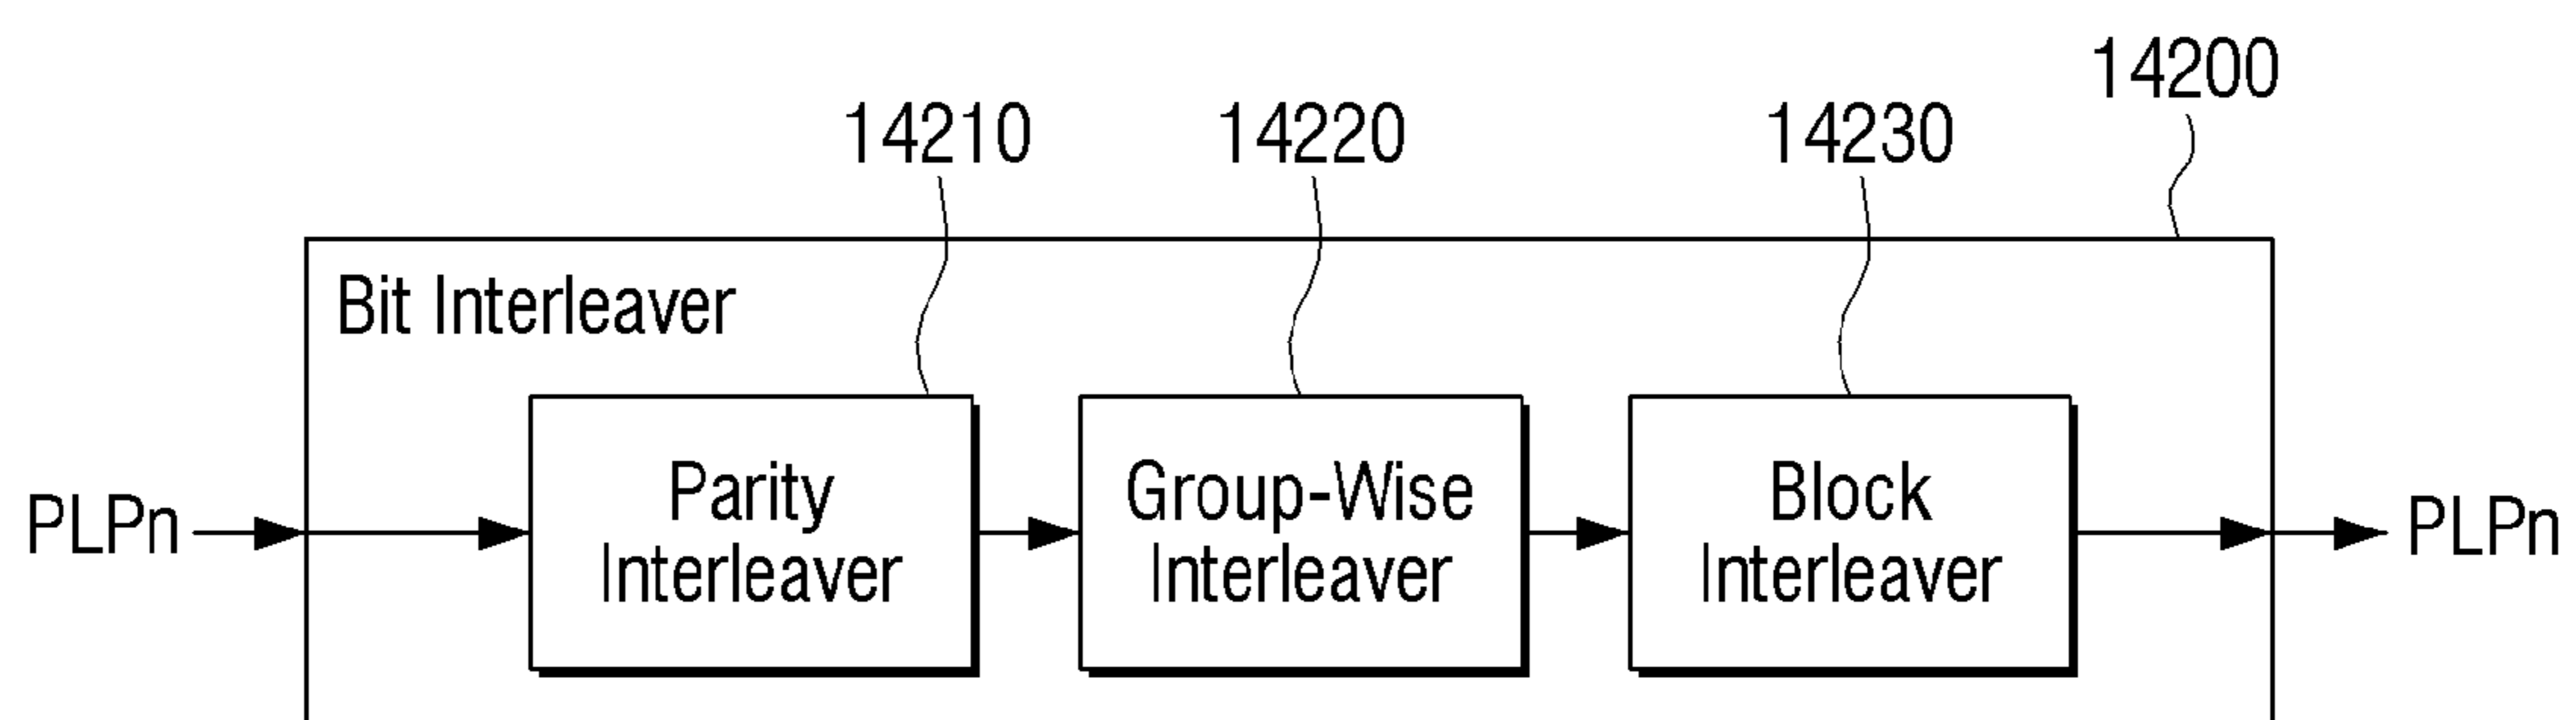 14200
14210 14220 14230
Bit Interleaver
PLPn
Parity
Interleaver
Group-Wise
Interleaver
Block
Interleaver
PLPn